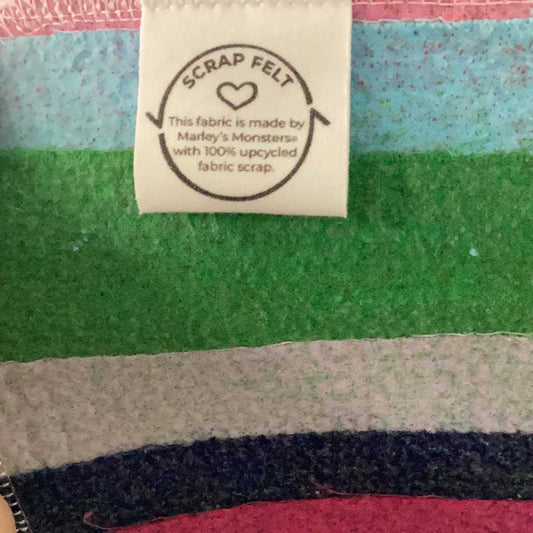 SCRAP FELT
This fabric is made by
Marley's Monsters®
with 100% upcycled
fabric scrap.